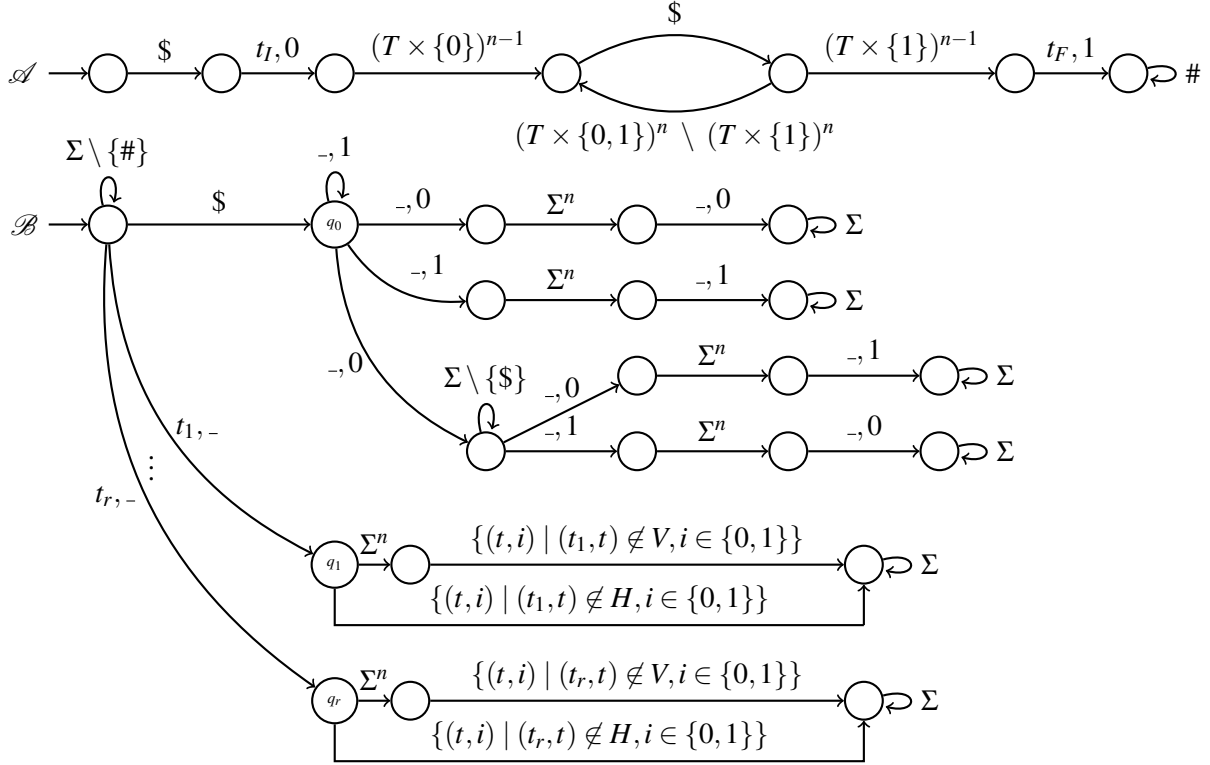 𝒜 $ t_I, 0 (T × {0})^{n−1} $ (T × {1})^{n−1} t_F, 1 #
(T × {0,1})^n \ (T × {1})^n
Σ \ {#} _, 1
ℬ $ q_0 _, 0 Σ^n _, 0 Σ
_, 1 Σ^n _, 1 Σ
_, 0 Σ \ {$} _, 0 Σ^n _, 1 Σ
_, 1 Σ^n _, 0 Σ
t_1, _
⋮
t_r, _
q_1 Σ^n {(t,i) | (t_1,t) ∉ V, i ∈ {0,1}} Σ
{(t,i) | (t_1,t) ∉ H, i ∈ {0,1}}
q_r Σ^n {(t,i) | (t_r,t) ∉ V, i ∈ {0,1}} Σ
{(t,i) | (t_r,t) ∉ H, i ∈ {0,1}}